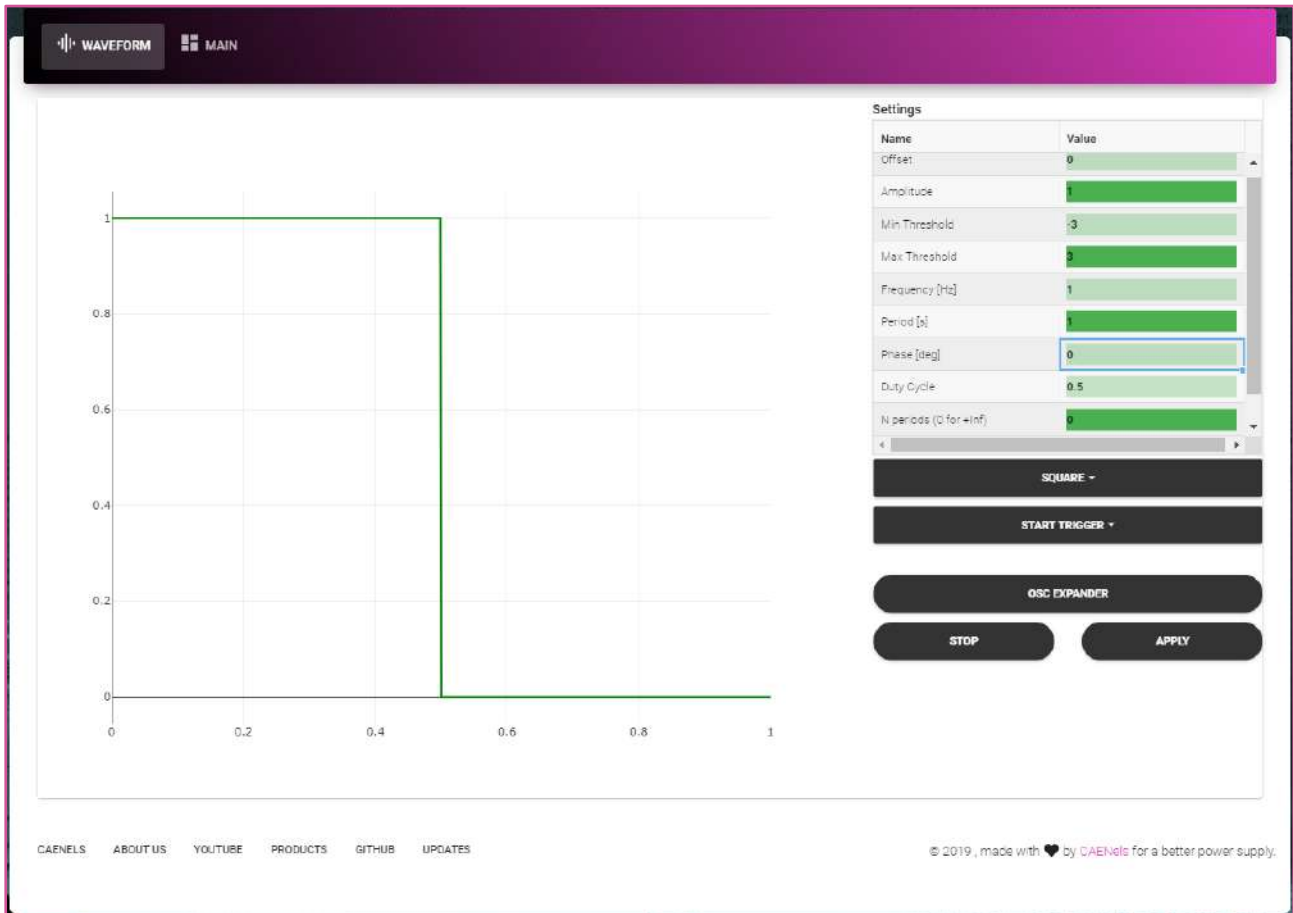 WAVEFORM MAIN
Settings
Name Value
Offset 0
Amplitude 1
Min Threshold -3
Max Threshold 3
Frequency [Hz] 1
Period [s] 1
Phase [deg] 0
Duty Cycle 0.5
N periods (0 for +Inf) 0
SQUARE
START TRIGGER
OSC EXPANDER
STOP APPLY
1
0.8
0.6
0.4
0.2
0
0 0.2 0.4 0.6 0.8 1
CAENELS ABOUT US YOUTUBE PRODUCTS GITHUB UPDATES
© 2019 , made with ♥ by CAENels for a better power supply.